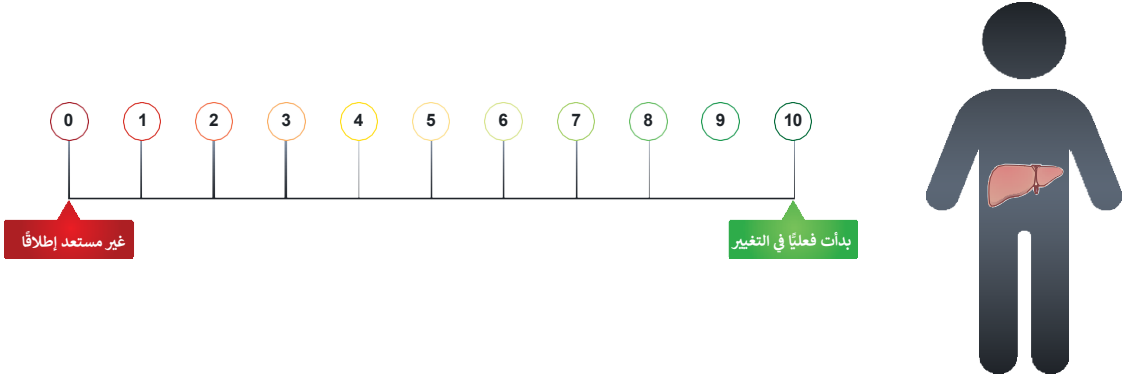 0 1 2 3 4 5 6 7 8 9 10
غير مستعد إطلاقًا
بدأت فعليًّا في التغيير